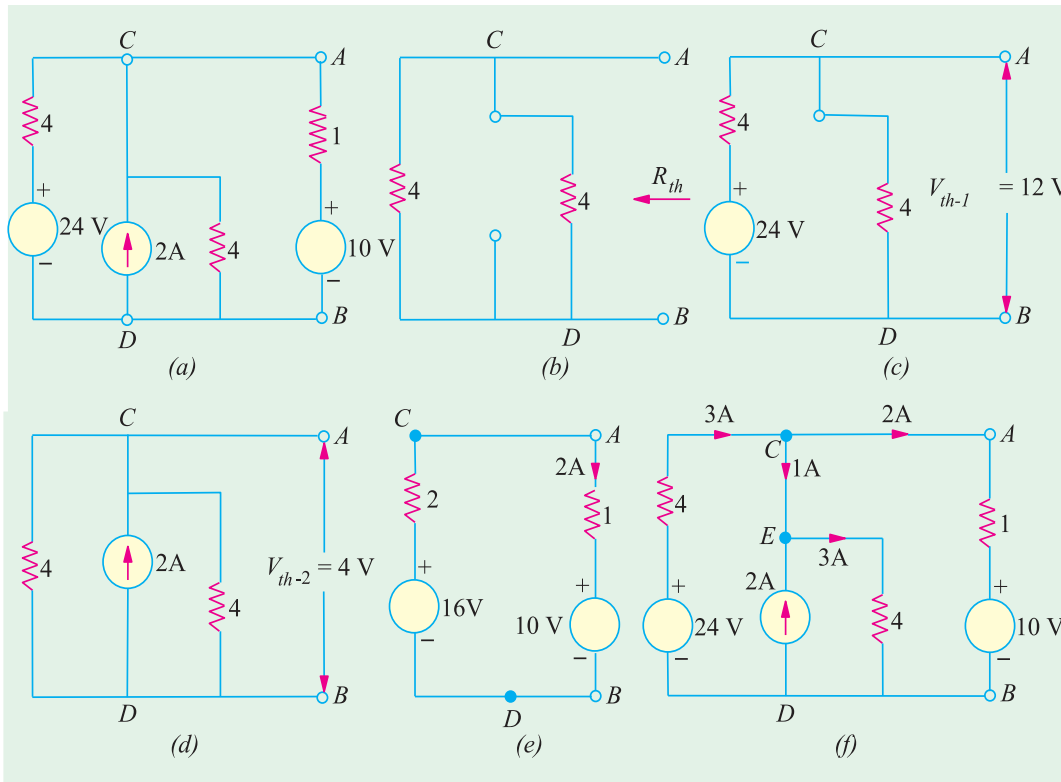 C
A
4
1
+
+
24 V
2A
4
10 V
−
−
D
B
(a)
C
A
4
4
R_th
D
B
(b)
C
A
4
4
+
24 V
−
V_th-1 = 12 V
D
B
(c)
C
A
4
2A
4
V_th-2 = 4 V
D
B
(d)
C
A
2A
2
1
+
+
16V
10 V
−
−
D
B
(e)
3A
2A
C
A
1A
4
1
E
3A
2A
+
+
24 V
4
10 V
−
−
D
B
(f)